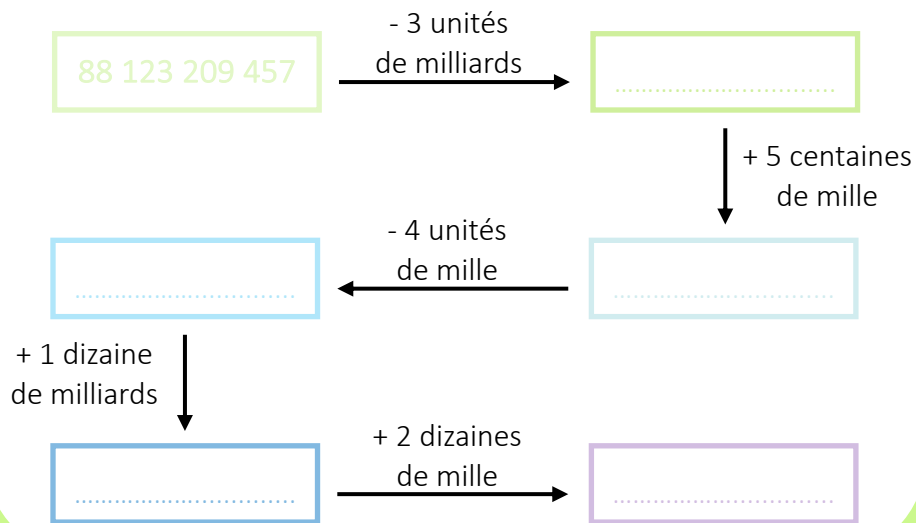 - 3 unités
de milliards
88 123 209 457
..............................
+ 5 centaines
de mille
- 4 unités
de mille
..............................
..............................
+ 1 dizaine
de milliards
+ 2 dizaines
de mille
..............................
..............................